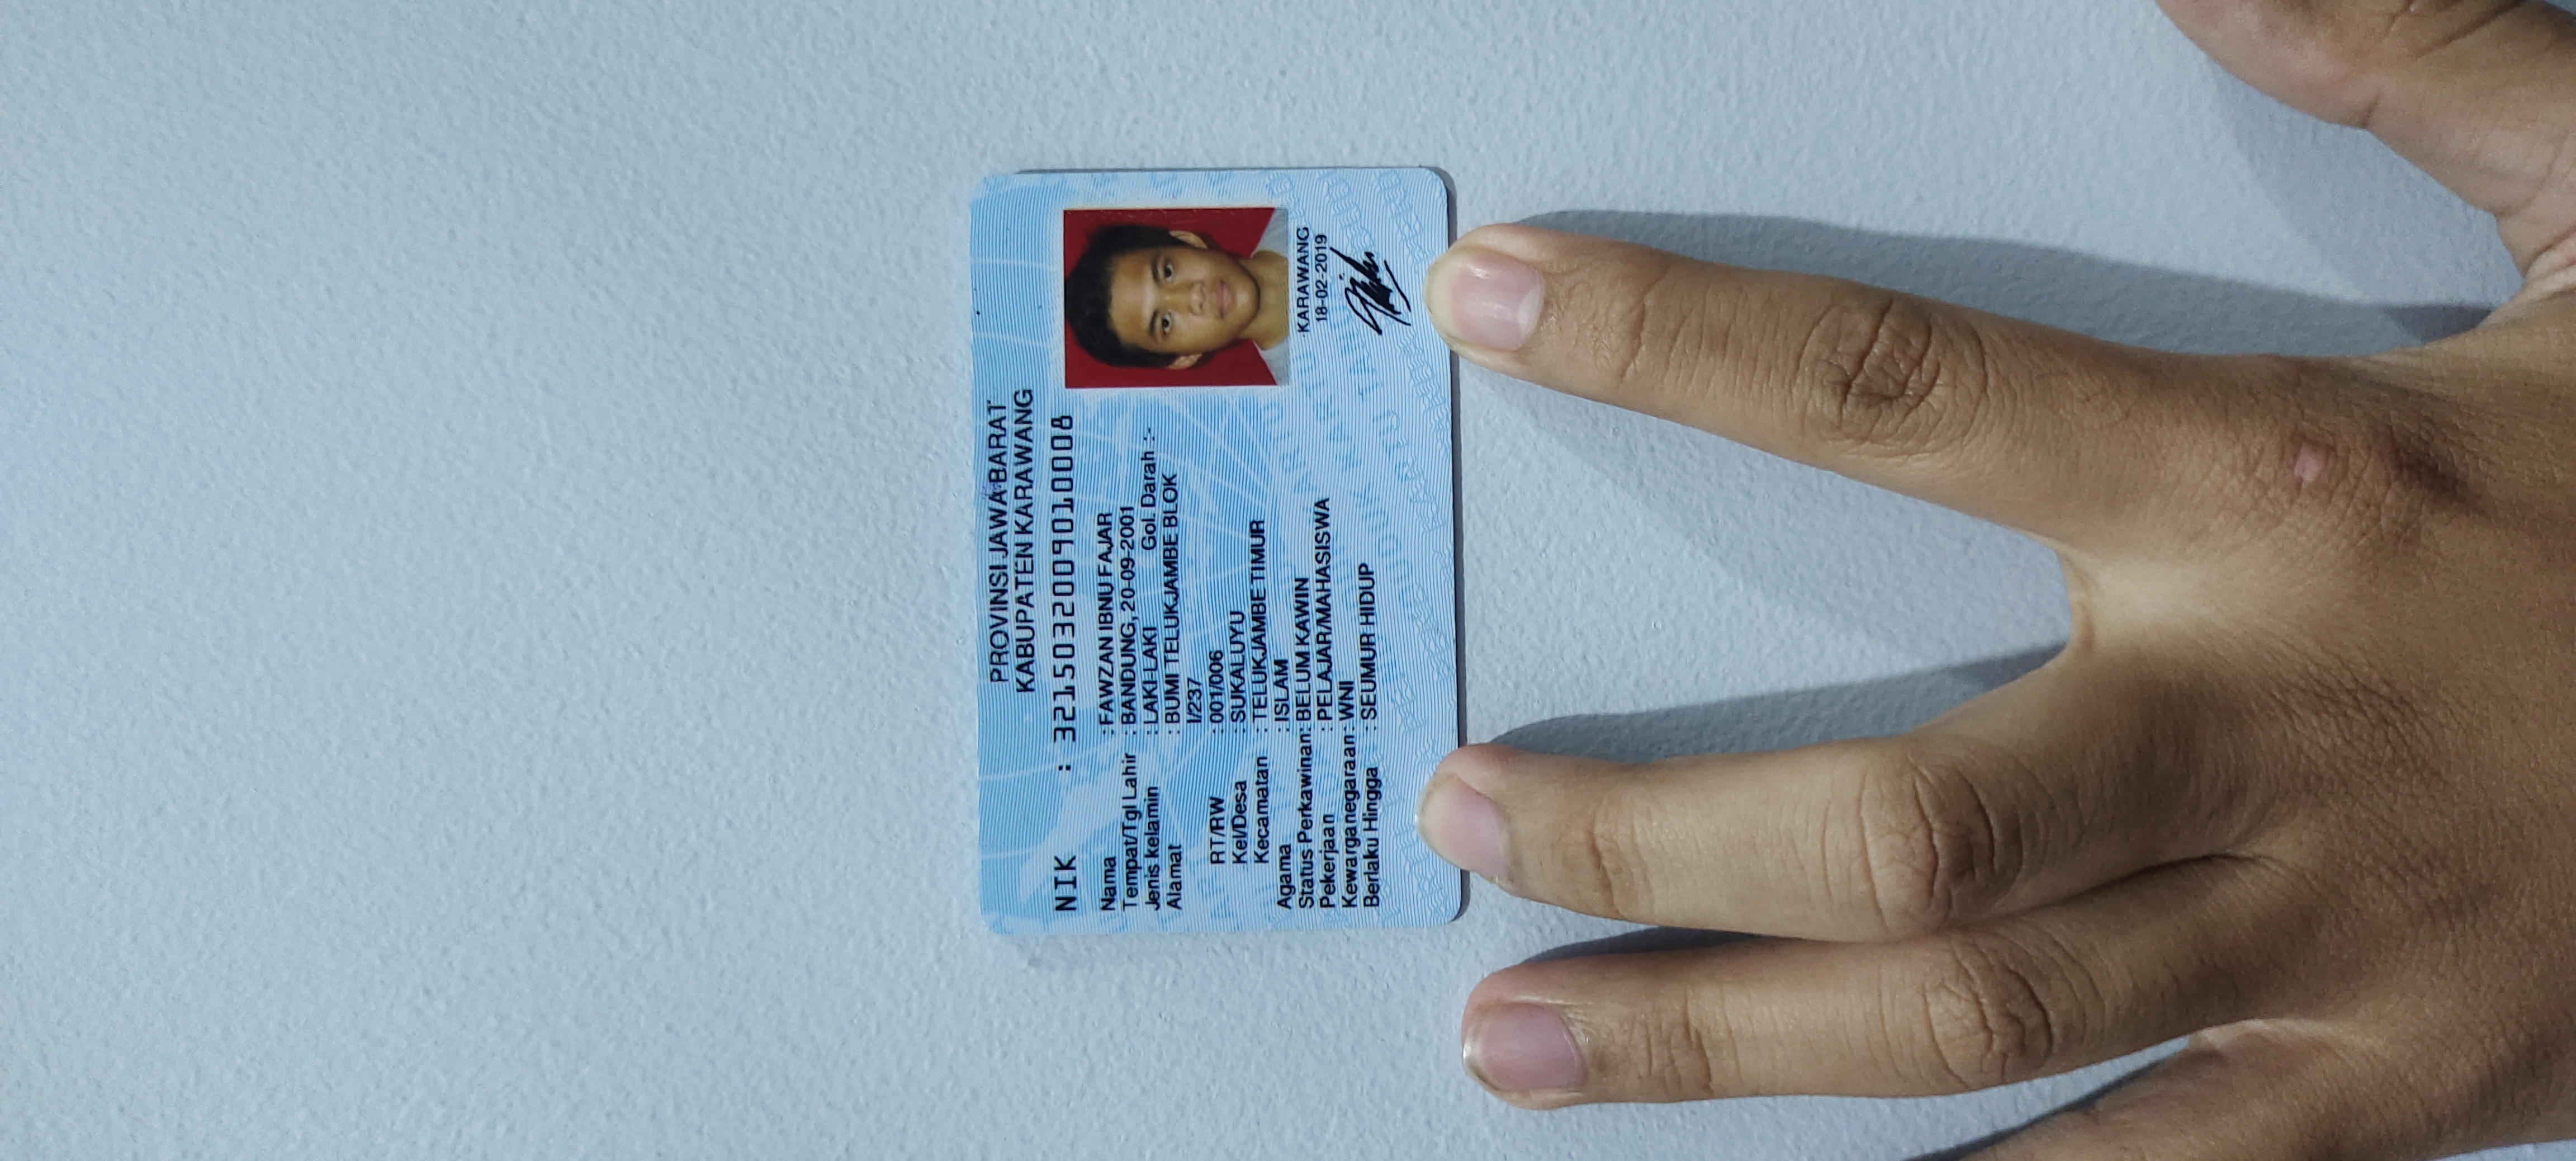 PROVINSI JAWA BARAT
KABUPATEN KARAWANG
NIK : 3215032009010008
Nama : FAWZAN IBNU FAJAR
Tempat/Tgl Lahir : BANDUNG, 20-09-2001
Jenis kelamin : LAKI-LAKI Gol. Darah :-
Alamat : BUMI TELUKJAMBE BLOK
I/237
RT/RW : 001/006
Kel/Desa : SUKALUYU
Kecamatan : TELUKJAMBE TIMUR
Agama : ISLAM
Status Perkawinan: BELUM KAWIN
Pekerjaan : PELAJAR/MAHASISWA
Kewarganegaraan: WNI
Berlaku Hingga : SEUMUR HIDUP
KARAWANG
18-02-2019